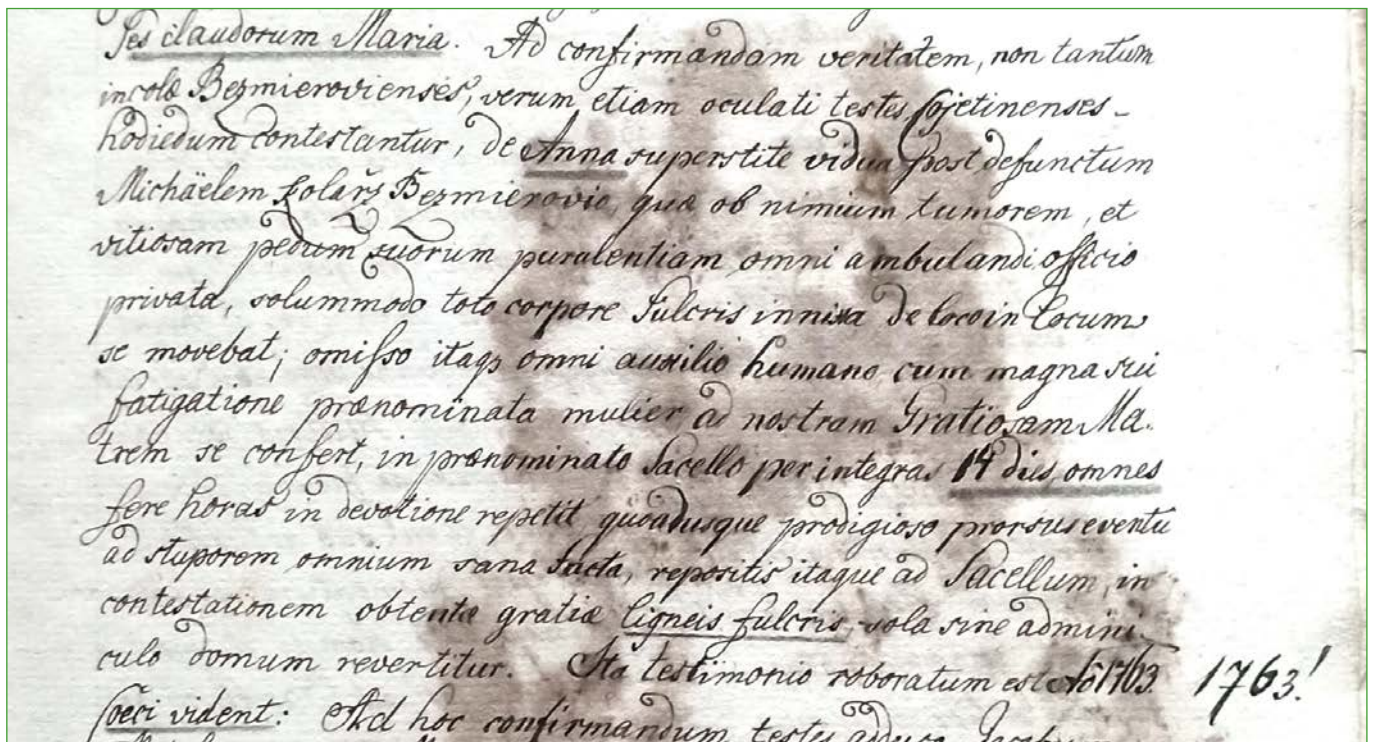 Pes claudorum Maria. Ad confirmandam veritatem, non tantum
incolæ Bezmierovienses, verum etiam oculati testes Cojetinenses
hodiedum contestantur, de Anna superstite vidua post defunctum
Michäelem Kolarž Bezmierovio, quæ ob nimium tumorem, et
vitiosam pedum suorum puralentiam omni ambulandi officio
privata, solummodo toto corpore fulcris innixa de loco in locum
se movebat; omisso itaqs omni auxilio humano cum magna sui
fatigatione prænominata mulier ad nostram Gratiosam Ma-
trem se confert, in prænominato Sacello per integras 14 dies, omnes
fere horas in devotione repetit quoadusque prodigioso prorsus eventu
ad stuporem omnium sana facta, repositis itaque ad Sacellum, in
contestationem obtentæ gratiæ ligneis fulcris, sola sine admini-
culo domum revertitur. Ita testimonio roboratum est Ao 1763. 1763!
Cœci vident: Ad hoc confirmandum testes